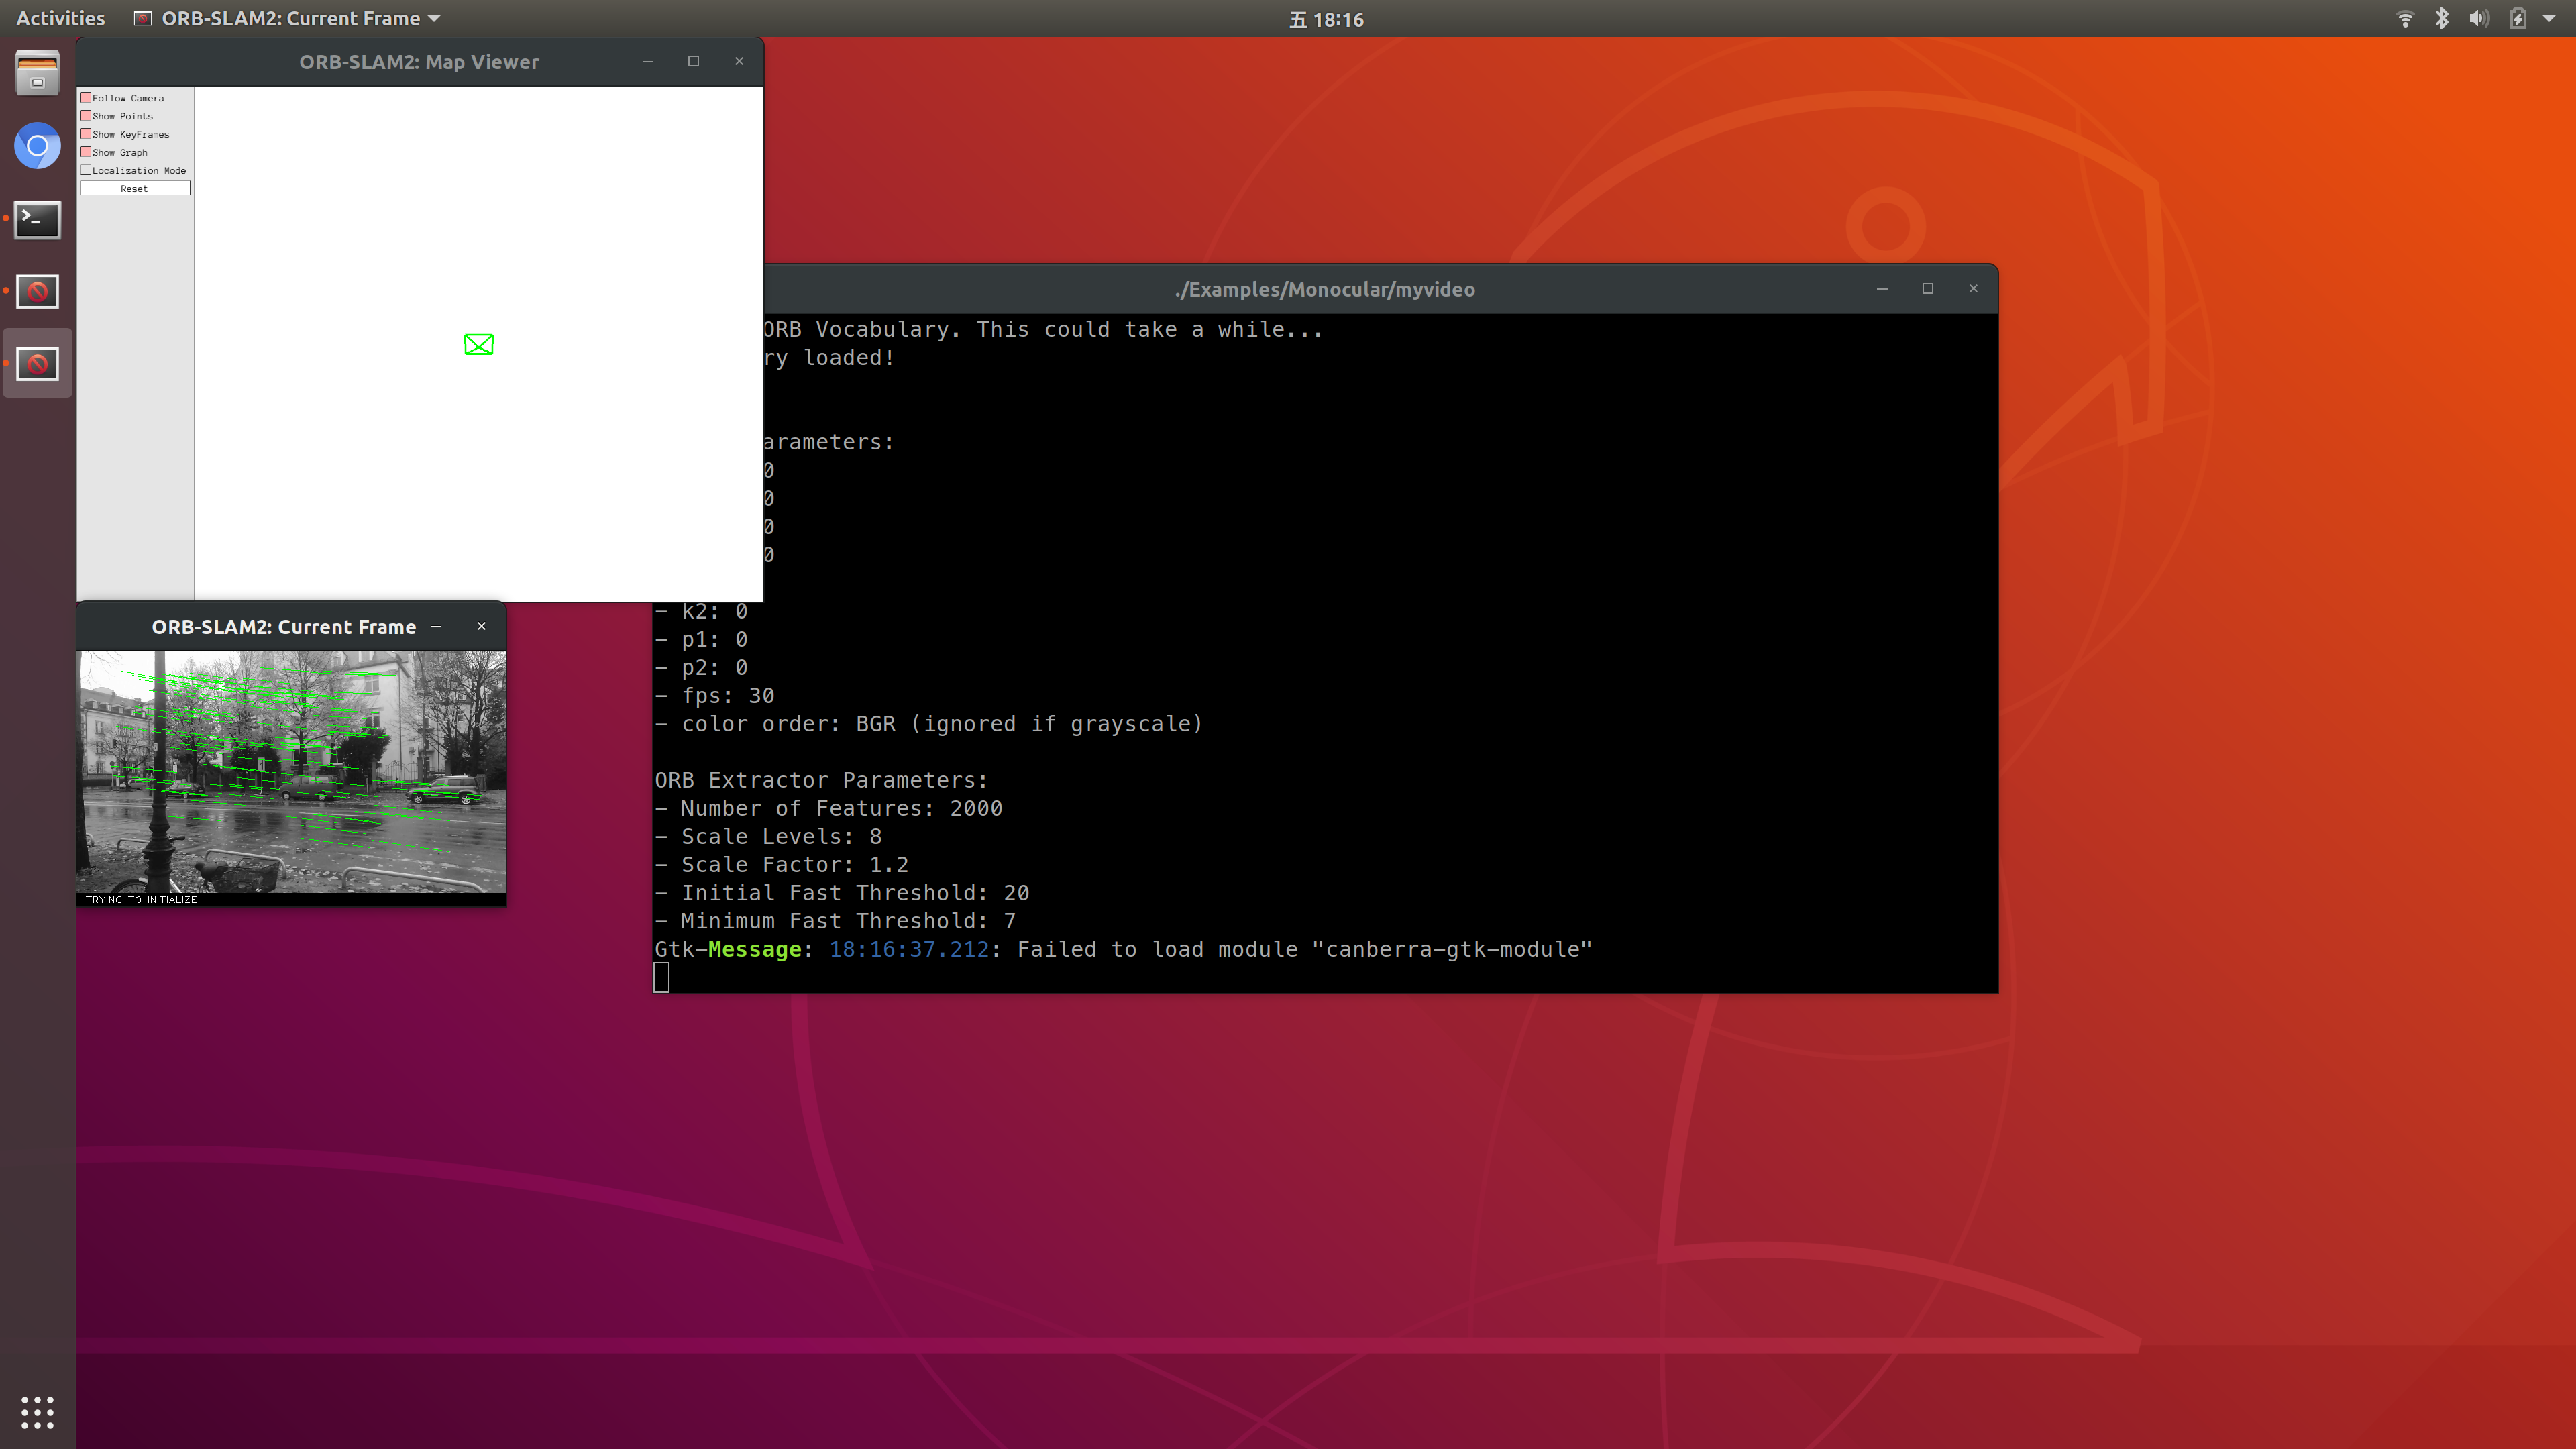 Activities
ORB-SLAM2: Current Frame
五 18:16
ORB-SLAM2: Map Viewer
Follow Camera
Show Points
Show KeyFrames
Show Graph
Localization Mode
Reset
./Examples/Monocular/myvideo
ORB Vocabulary. This could take a while...
ry loaded!
arameters:
0
0
0
0
- k2: 0
- p1: 0
- p2: 0
- fps: 30
- color order: BGR (ignored if grayscale)
ORB Extractor Parameters:
- Number of Features: 2000
- Scale Levels: 8
- Scale Factor: 1.2
- Initial Fast Threshold: 20
- Minimum Fast Threshold: 7
Gtk-Message: 18:16:37.212: Failed to load module "canberra-gtk-module"
ORB-SLAM2: Current Frame
TRYING TO INITIALIZE